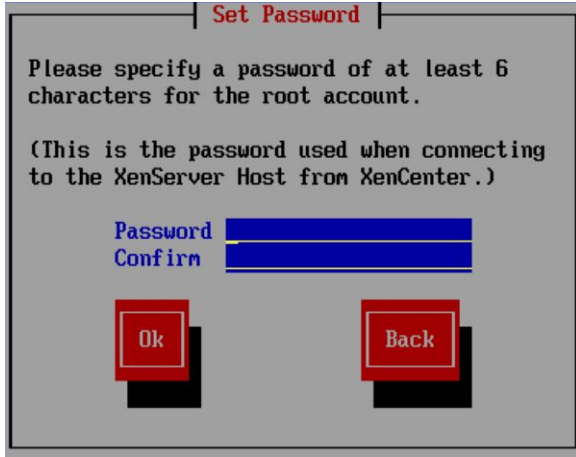 Set Password
Please specify a password of at least 6
characters for the root account.
(This is the password used when connecting
to the XenServer Host from XenCenter.)
Password
Confirm
Ok Back